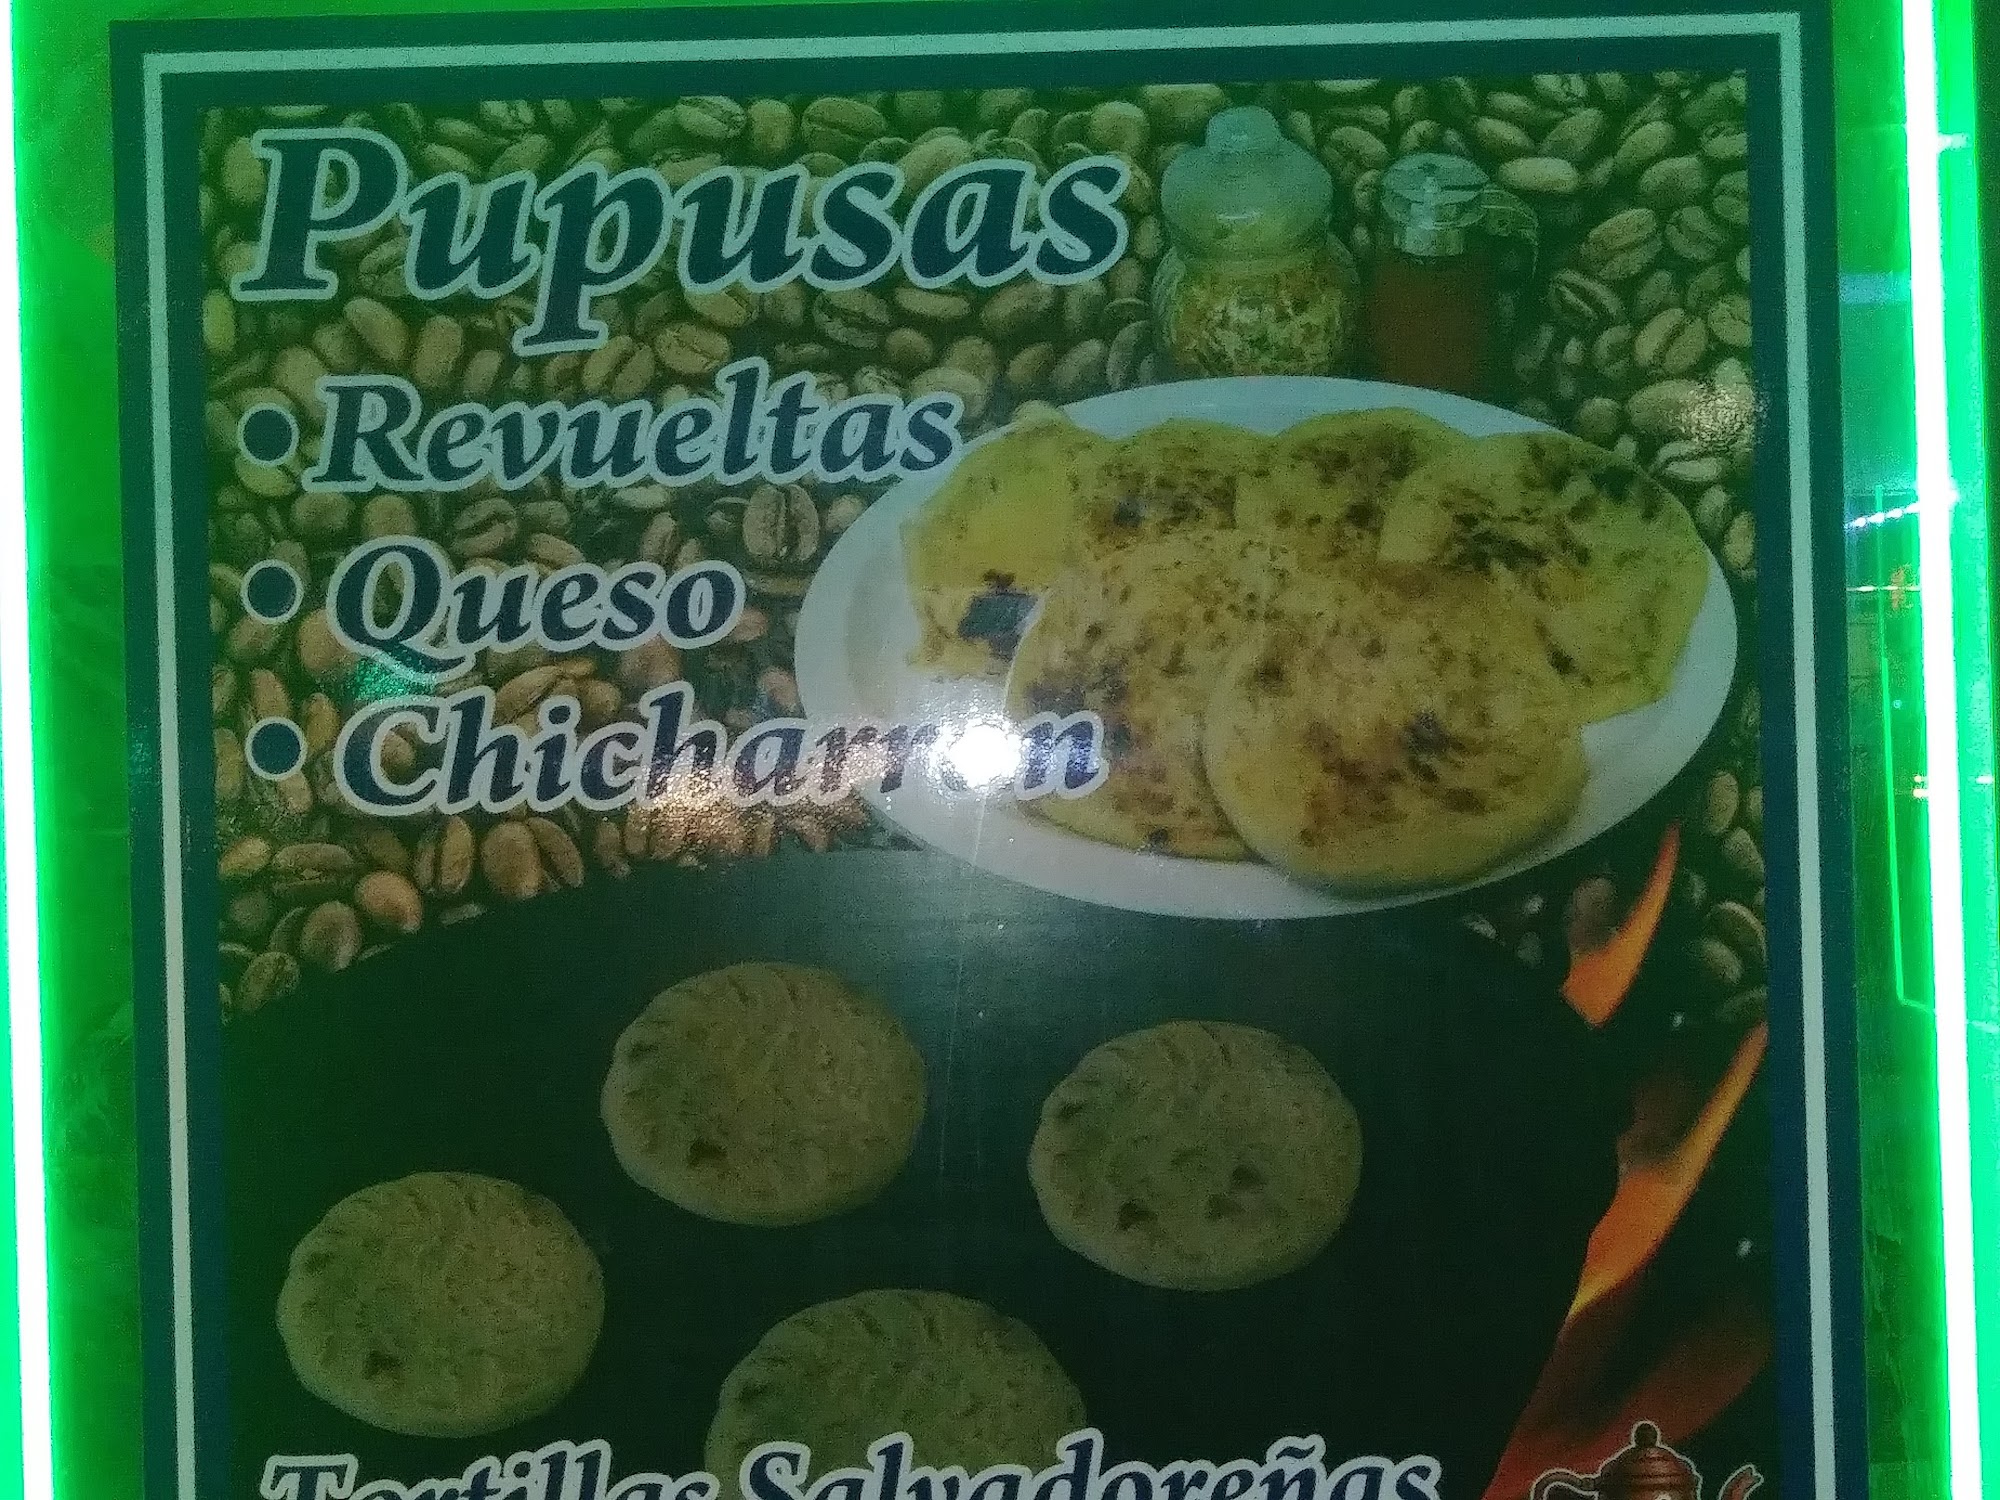 Pupusas
• Revueltas
• Queso
• Chicharron
Tortillas Salvadoreñas